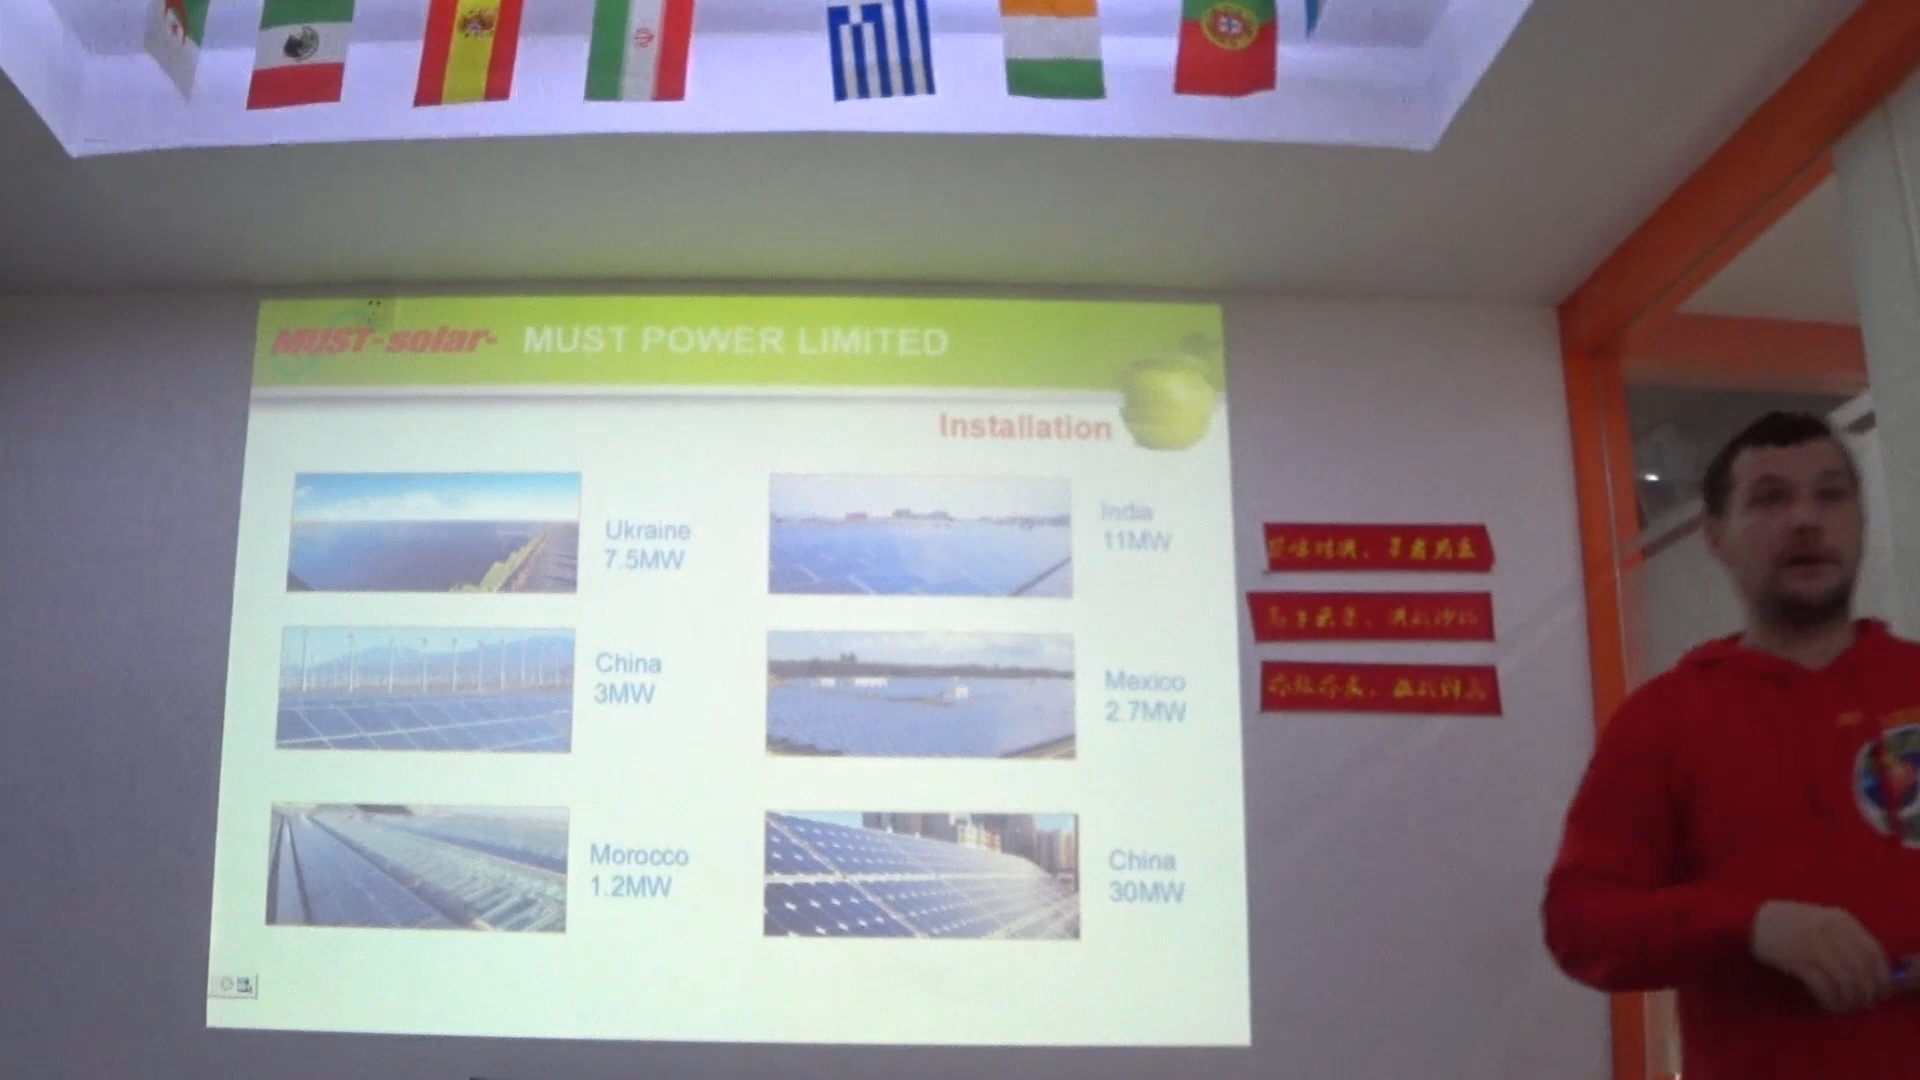 MUST-solar-
MUST POWER LIMITED
Installation
Ukraine
7.5MW
India
11MW
China
3MW
Mexico
2.7MW
Morocco
1.2MW
China
30MW